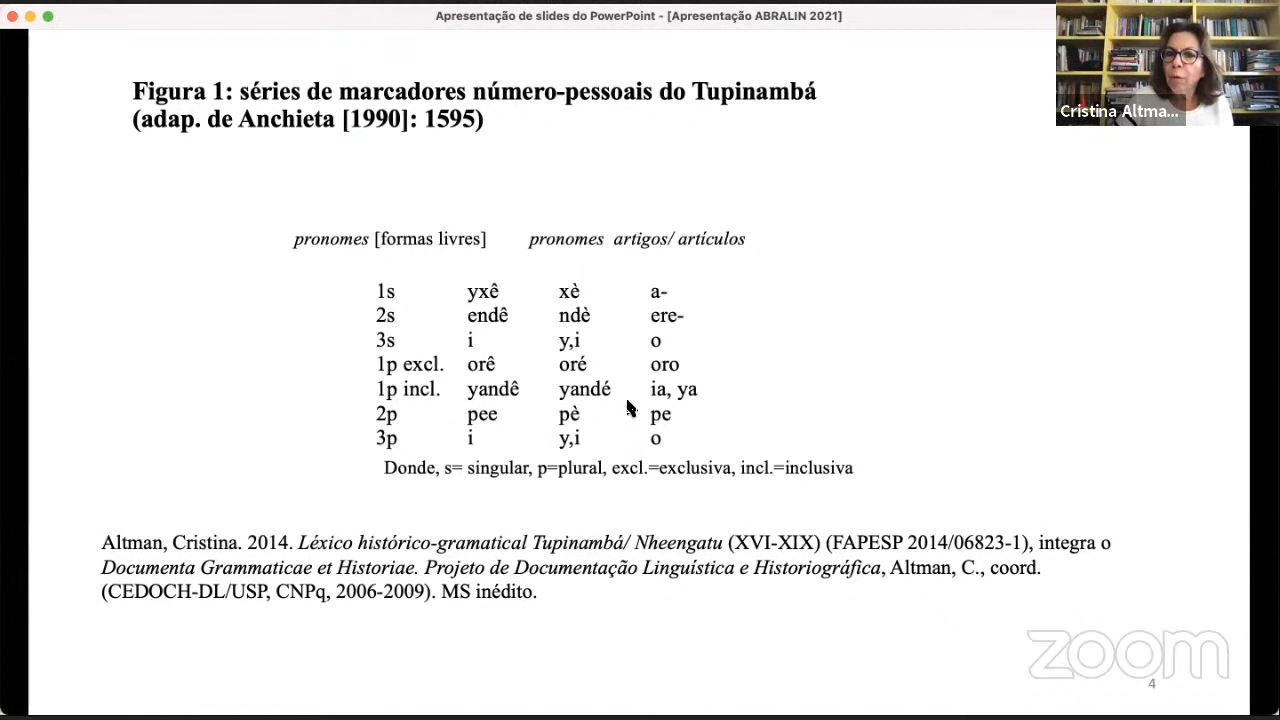 Apresentação de slides do PowerPoint - [Apresentação ABRALIN 2021]
Cristina Altma...
Figura 1: séries de marcadores número-pessoais do Tupinambá
(adap. de Anchieta [1990]: 1595)
pronomes [formas livres] pronomes artigos/ artículos
1s yxê xè a-
2s endê ndè ere-
3s i y,i o
1p excl. orê oré oro
1p incl. yandê yandé ia, ya
2p pee pè pe
3p i y,i o
Donde, s= singular, p=plural, excl.=exclusiva, incl.=inclusiva
Altman, Cristina. 2014. Léxico histórico-gramatical Tupinambá/ Nheengatu (XVI-XIX) (FAPESP 2014/06823-1), integra o
Documenta Grammaticae et Historiae. Projeto de Documentação Linguística e Historiográfica, Altman, C., coord.
(CEDOCH-DL/USP, CNPq, 2006-2009). MS inédito.
zoom
4